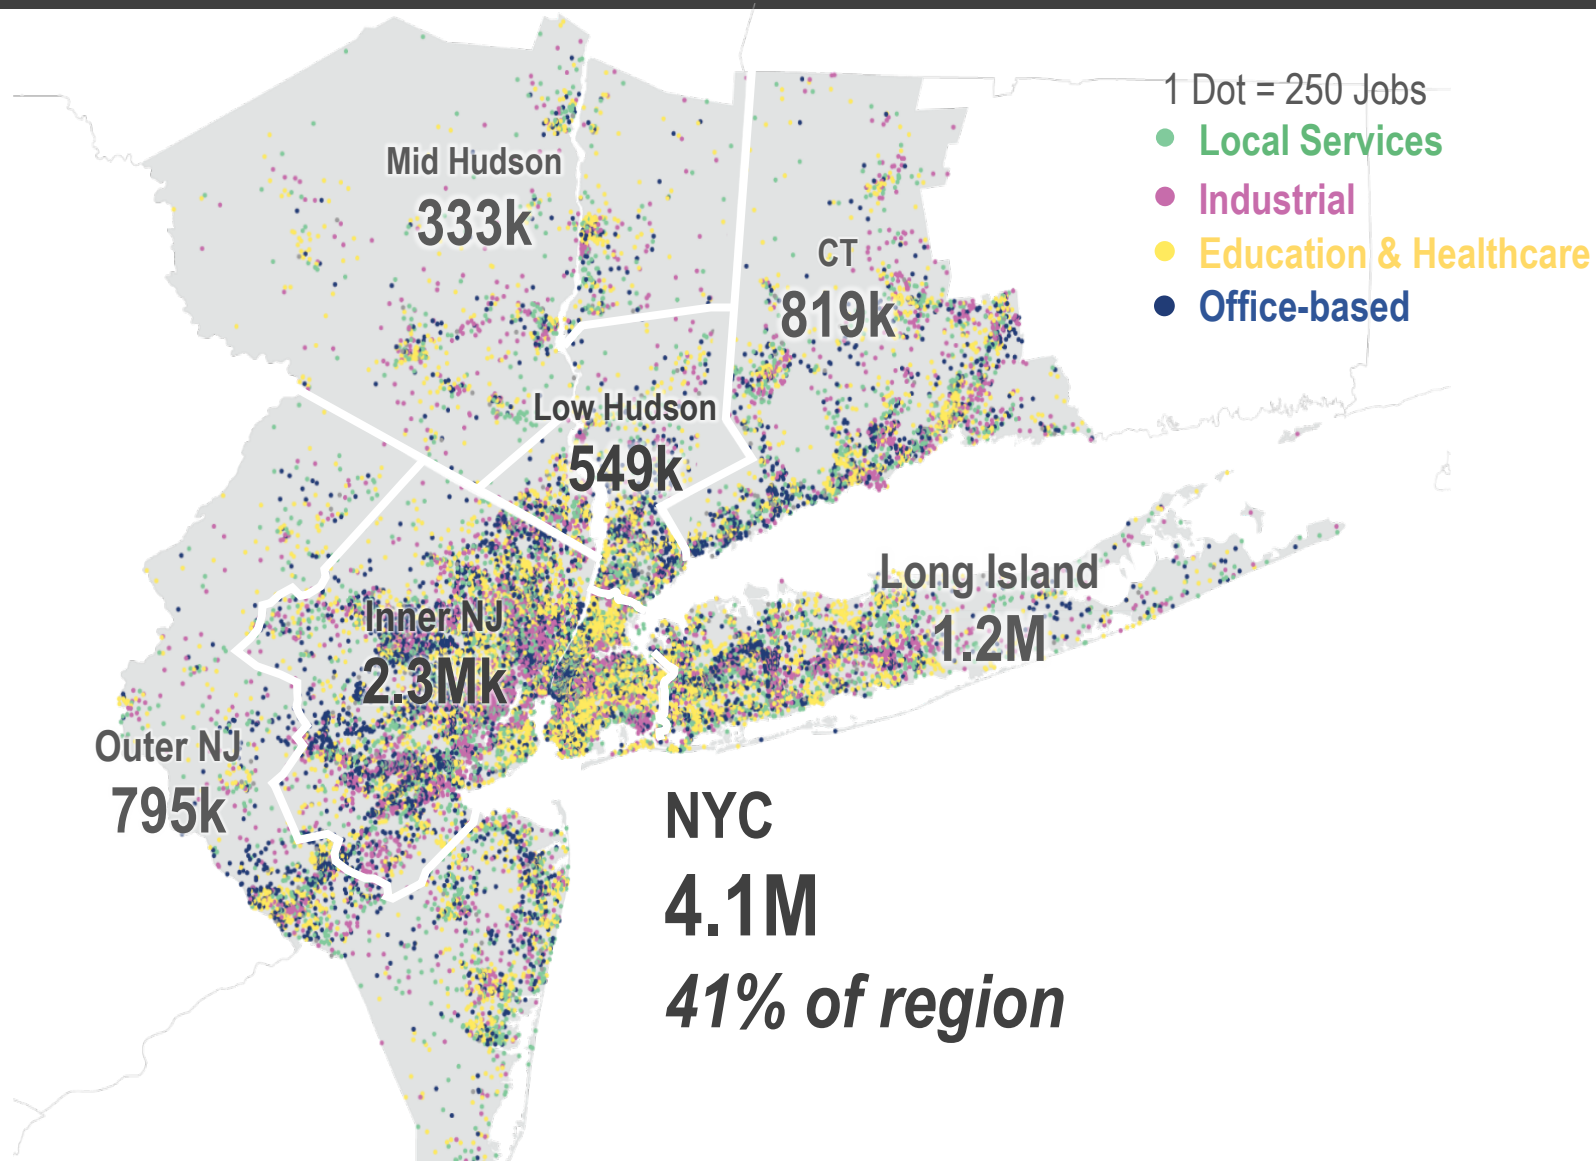 1 Dot = 250 Jobs
Local Services
Industrial
Education & Healthcare
Office-based
Mid Hudson
333k
CT
819k
Low Hudson
549k
Long Island
1.2M
Inner NJ
2.3Mk
Outer NJ
795k
NYC
4.1M
41% of region